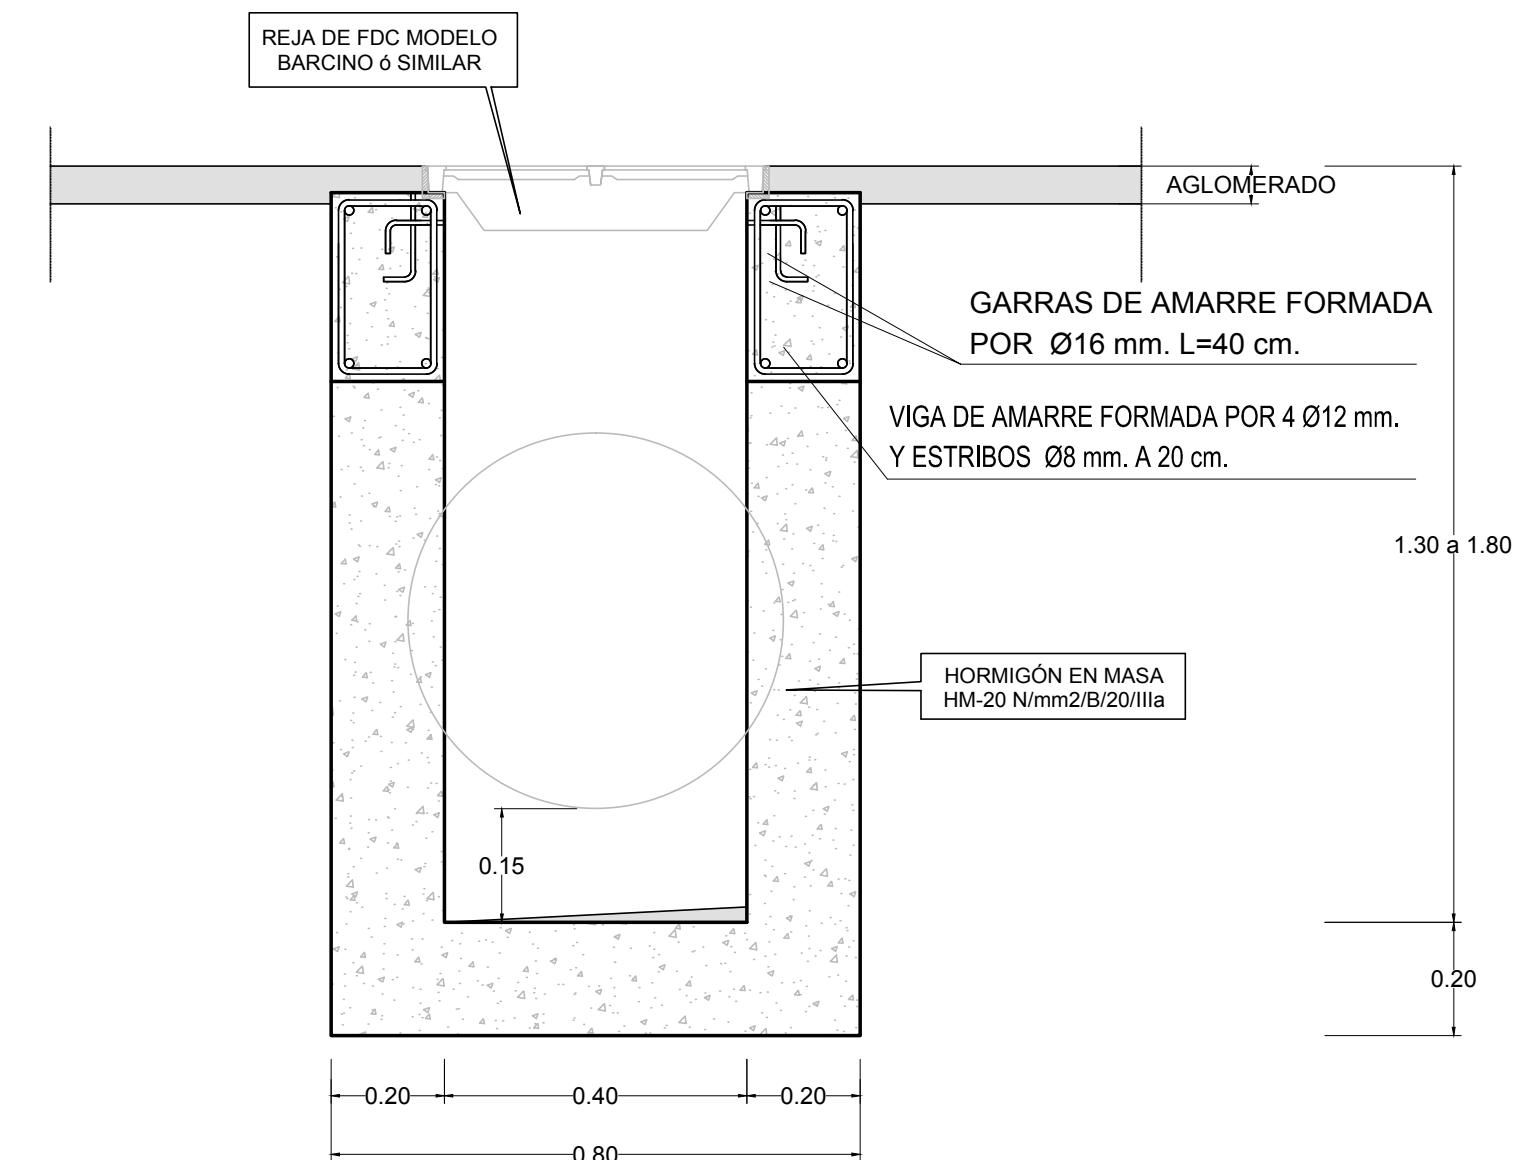 REJA DE FDC MODELO
BARCINO ó SIMILAR
AGLOMERADO
GARRAS DE AMARRE FORMADA
POR Ø16 mm. L=40 cm.
VIGA DE AMARRE FORMADA POR 4 Ø12 mm.
Y ESTRIBOS Ø8 mm. A 20 cm.
1.30 a 1.80
HORMIGÓN EN MASA
HM-20 N/mm2/B/20/IIIa
0.15
0.20
0.20
0.40
0.20
0.80